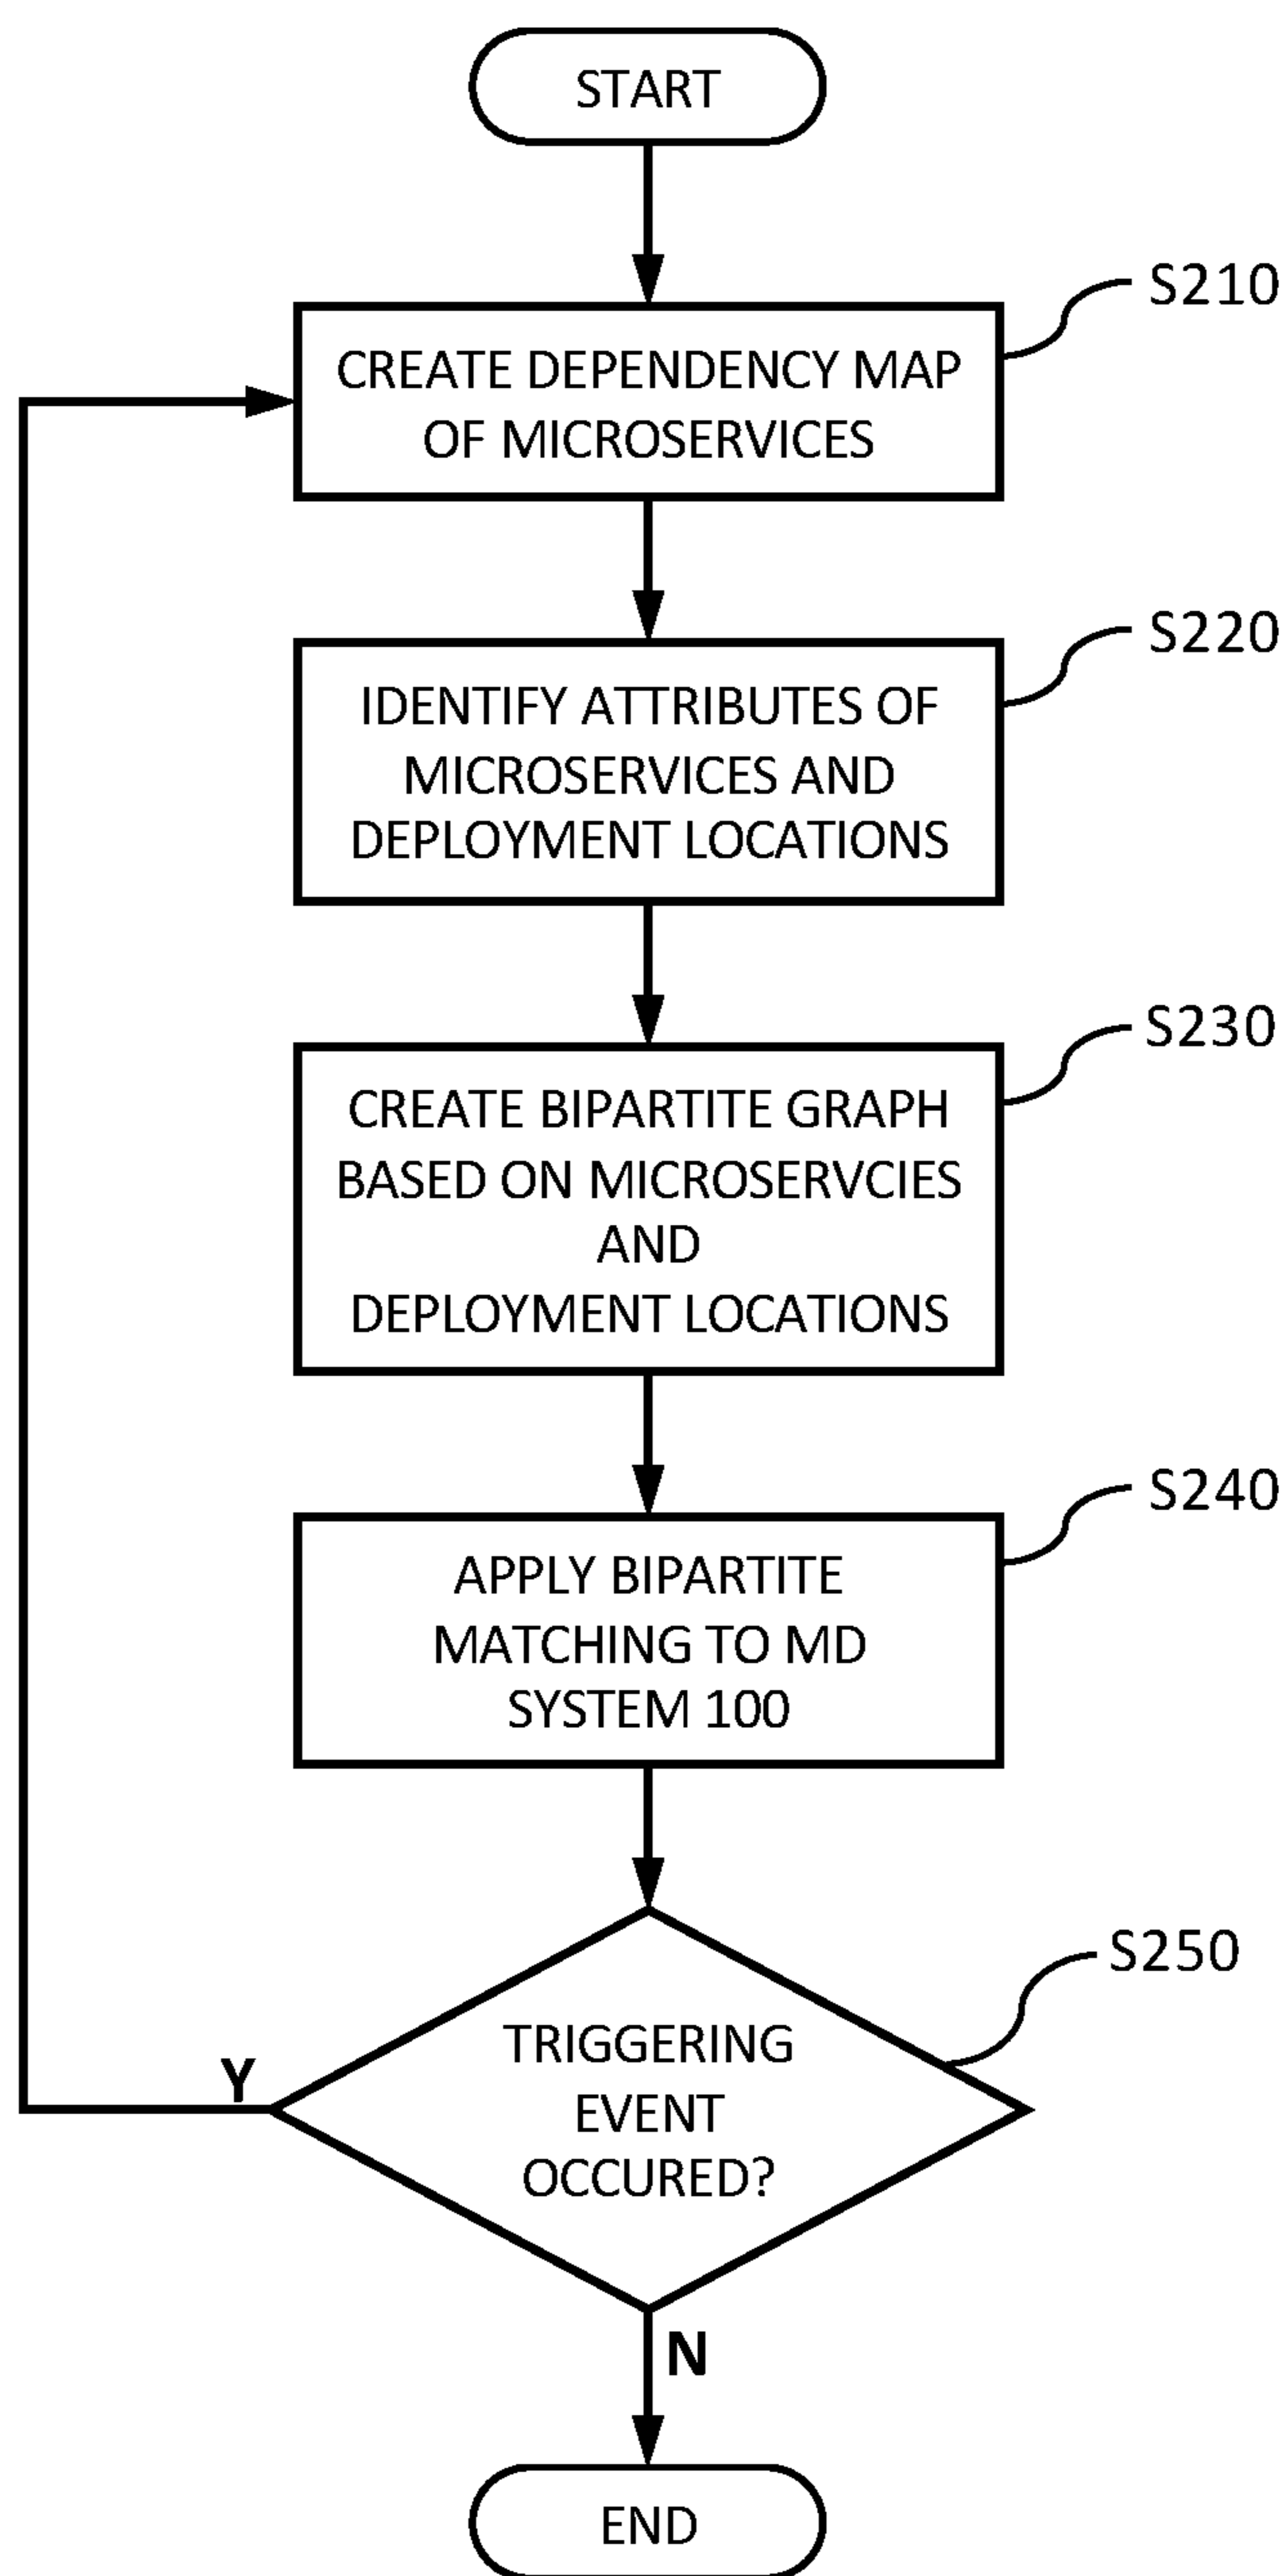 START
S210
CREATE DEPENDENCY MAP
OF MICROSERVICES
S220
IDENTIFY ATTRIBUTES OF
MICROSERVICES AND
DEPLOYMENT LOCATIONS
S230
CREATE BIPARTITE GRAPH
BASED ON MICROSERVCIES
AND
DEPLOYMENT LOCATIONS
S240
APPLY BIPARTITE
MATCHING TO MD
SYSTEM 100
S250
TRIGGERING
EVENT
OCCURED?
Y
N
END